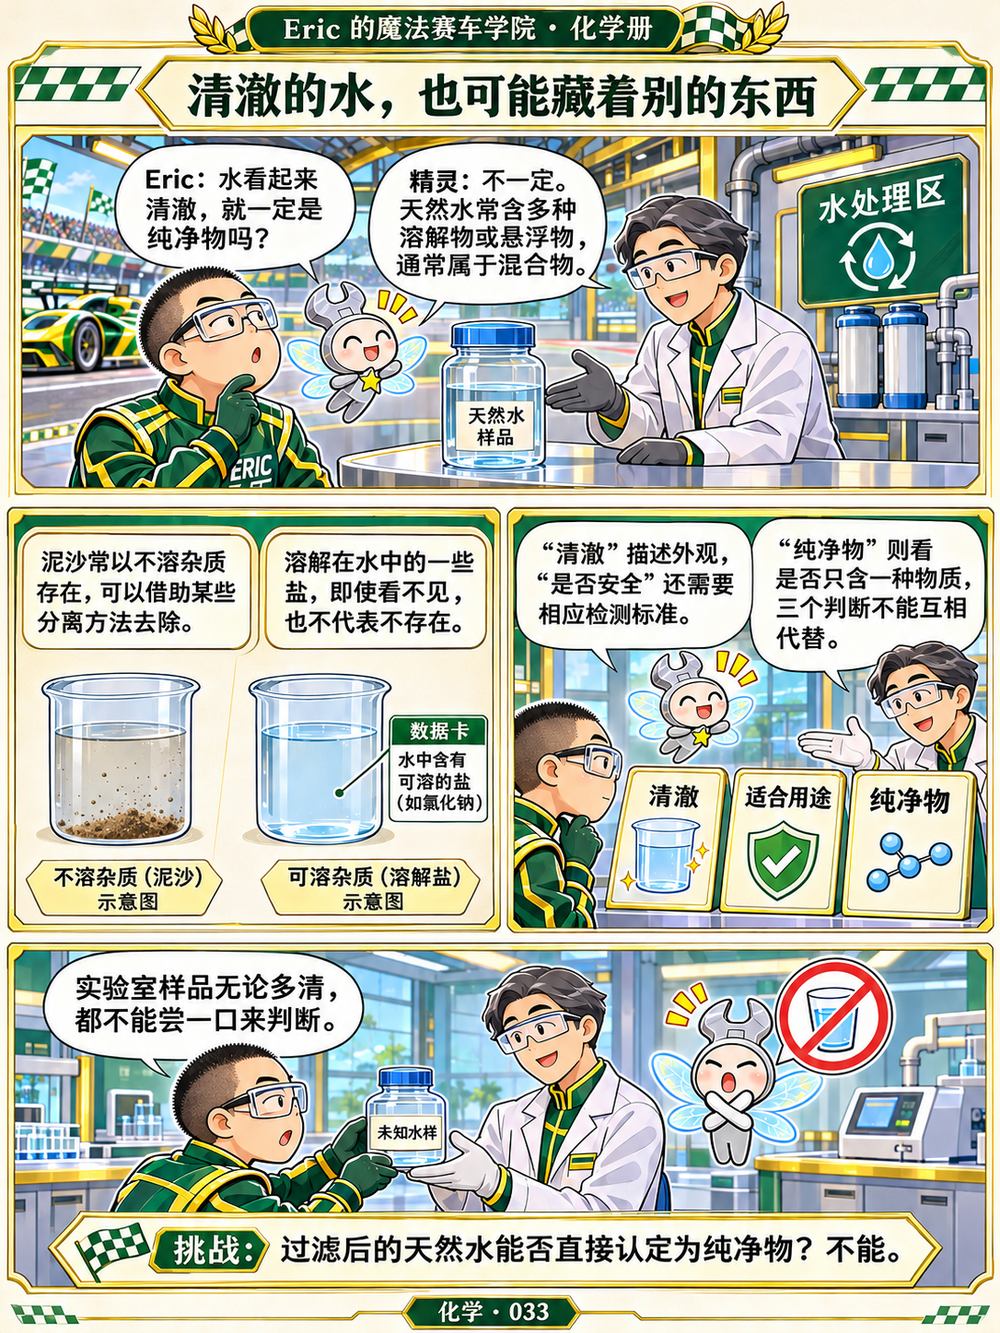 Eric 的魔法赛车学院·化学册
清澈的水，也可能藏着别的东西
Eric：水看起来
清澈，就一定是
纯净物吗？
精灵：不一定。
天然水常含多种
溶解物或悬浮物，
通常属于混合物。
水处理区
天然水
样品
ERIC
泥沙常以不溶杂质
存在，可以借助某些
分离方法去除。
溶解在水中的一些
盐，即使看不见，
也不代表不存在。
数据卡
水中含有
可溶的盐
（如氯化钠）
不溶杂质（泥沙）
示意图
可溶杂质（溶解盐）
示意图
“清澈”描述外观，
“是否安全”还需要
相应检测标准。
“纯净物”则看
是否只含一种物质，
三个判断不能互相
代替。
清澈
适合用途
纯净物
实验室样品无论多清，
都不能尝一口来判断。
未知水样
挑战：过滤后的天然水能否直接认定为纯净物？不能。
化学·033